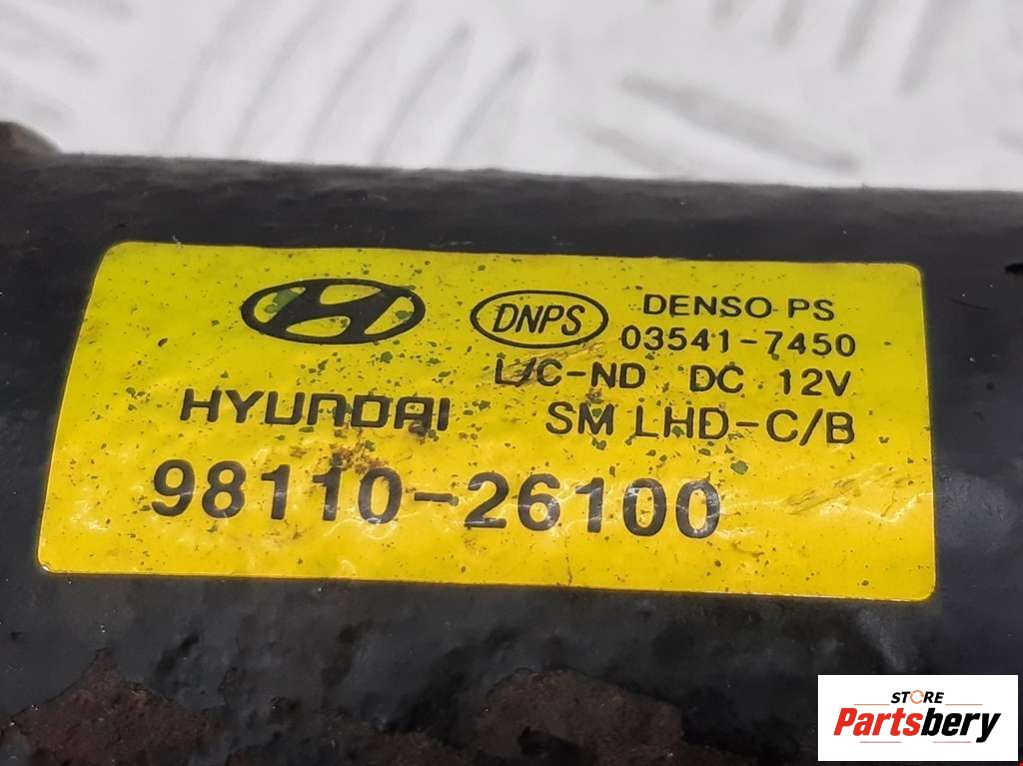 DNPS DENSO PS
03541-7450
L/C-ND DC 12V
HYUNDAI SM LHD-C/B
98110-26100
STORE
Partsbery